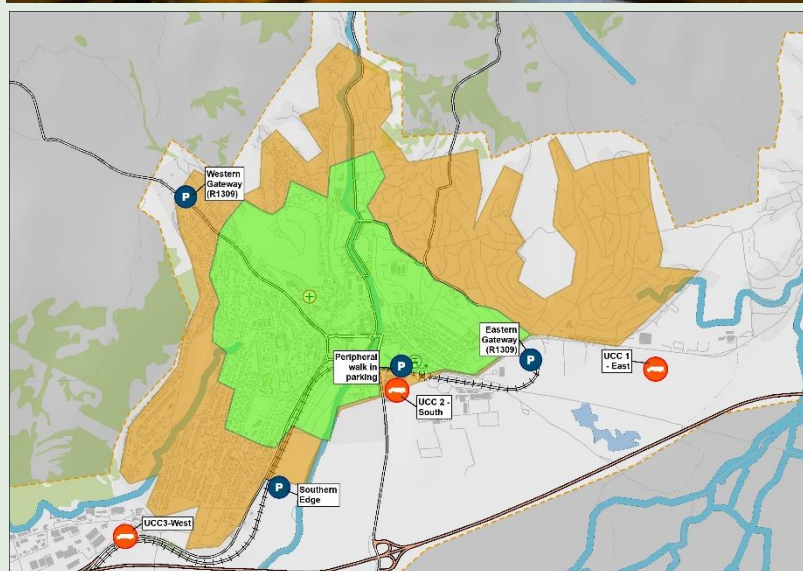 P
Western
Gateway
(R1309)
Peripheral
walk in
parking
P
Eastern
Gateway
(R1309)
P
UCC 1
- East
UCC 2 -
South
P
Southern
Edge
UCC3-West